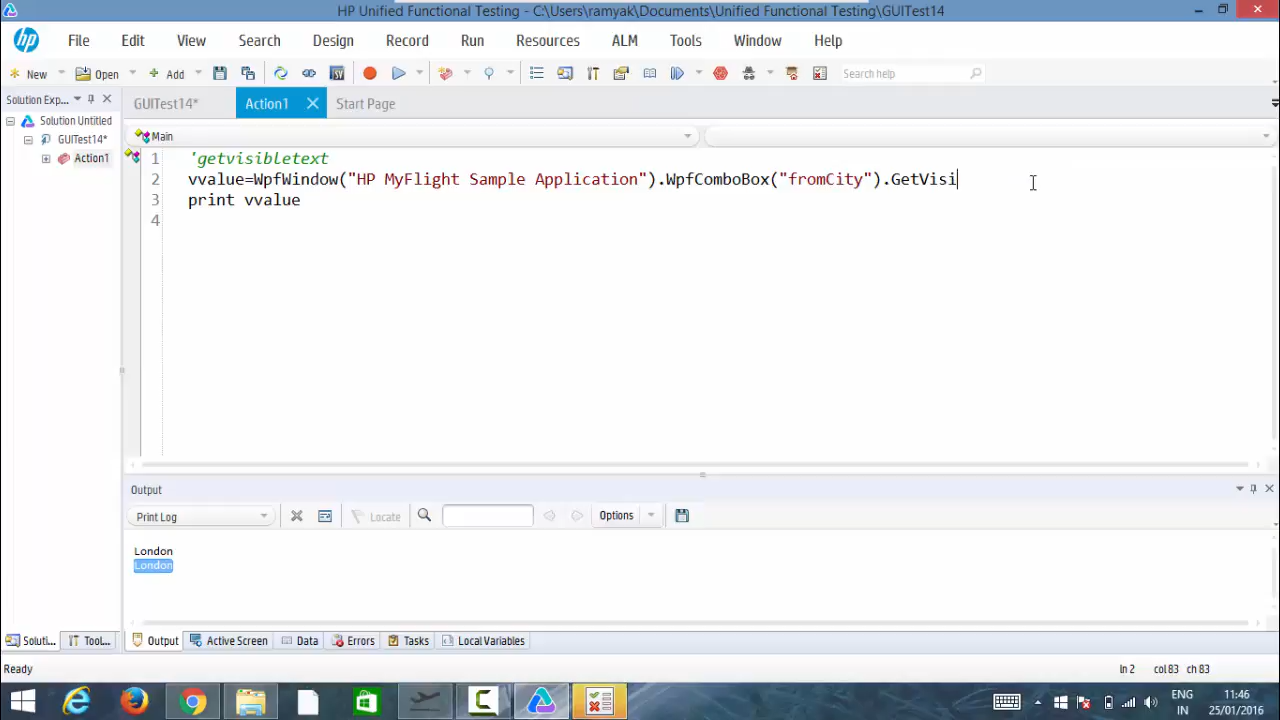 HP Unified Functional Testing - C:\Users\ramyak\Documents\Unified Functional Testing\GUITest14
hp File Edit View Search Design Record Run Resources ALM Tools Window Help
New Open Add Search help
Solution Exp... GUITest14* Action1 Start Page
Solution Untitled
GUITest14*
Action1
Main
1 'getvisibletext
2 vvalue=WpfWindow("HP MyFlight Sample Application").WpfComboBox("fromCity").GetVisi
3 print vvalue
4
Output
Print Log Locate Options
London
London
Soluti... Tool... Output Active Screen Data Errors Tasks Local Variables
Ready ln 2 col 83 ch 83
ENG 11:46
IN 25/01/2016